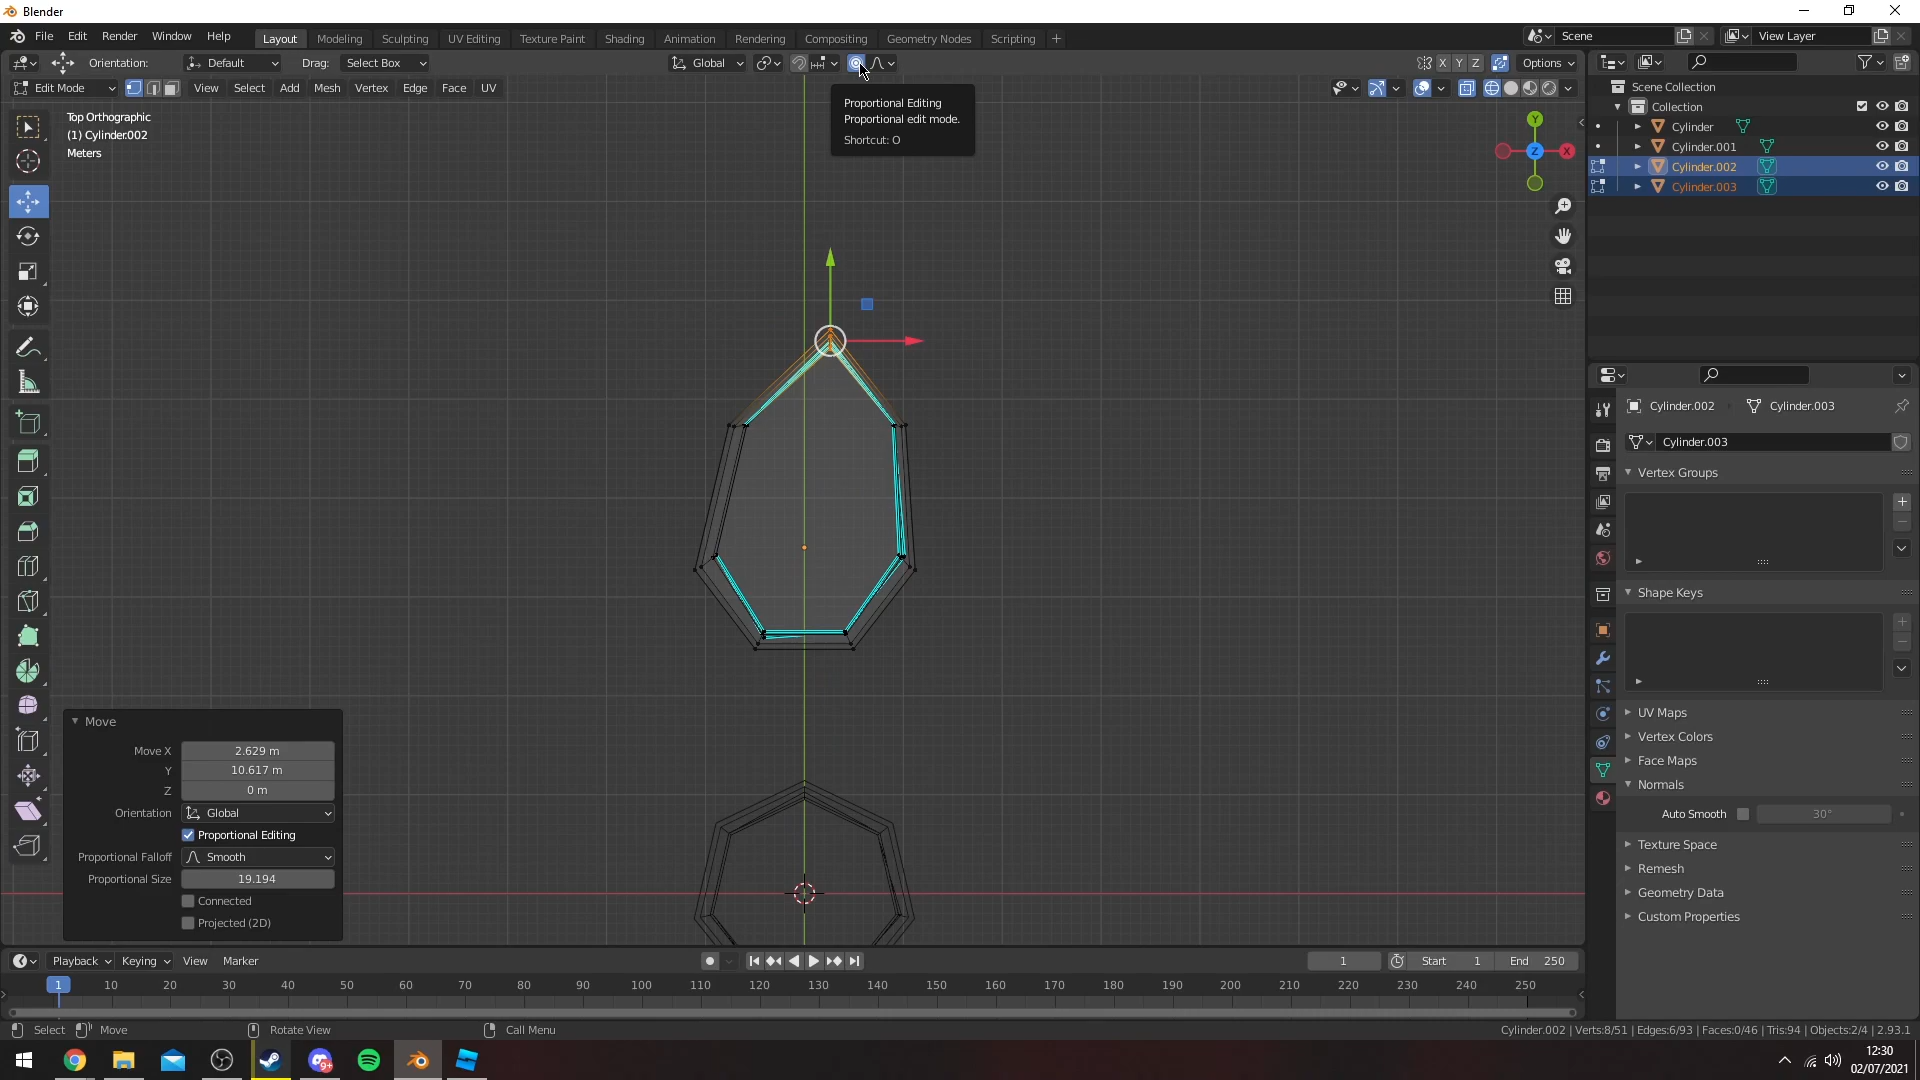 Blender
File Edit Render Window Help
Layout Modeling Sculpting UV Editing Texture Paint Shading Animation Rendering Compositing Geometry Nodes Scripting +
Scene
View Layer
Orientation: Default Drag: Select Box
Global
X Y Z Options
Edit Mode View Select Add Mesh Vertex Edge Face UV
Top Orthographic
(1) Cylinder.002
Meters
Proportional Editing
Proportional edit mode.
Shortcut: O
Y
Z
X
Scene Collection
Collection
Cylinder
Cylinder.001
Cylinder.002
Cylinder.003
Cylinder.002 Cylinder.003
Cylinder.003
Vertex Groups
Shape Keys
UV Maps
Vertex Colors
Face Maps
Normals
Auto Smooth 30°
Texture Space
Remesh
Geometry Data
Custom Properties
Move
Move X 2.629 m
Y 10.617 m
Z 0 m
Orientation Global
Proportional Editing
Proportional Falloff Smooth
Proportional Size 19.194
Connected
Projected (2D)
Playback Keying View Marker
1 Start 1 End 250
1 10 20 30 40 50 60 70 80 90 100 110 120 130 140 150 160 170 180 190 200 210 220 230 240 250
Select Move Rotate View Call Menu
Cylinder.002 | Verts:8/51 | Edges:6/93 | Faces:0/46 | Tris:94 | Objects:2/4 | 2.93.1
9+
12:30
02/07/2021